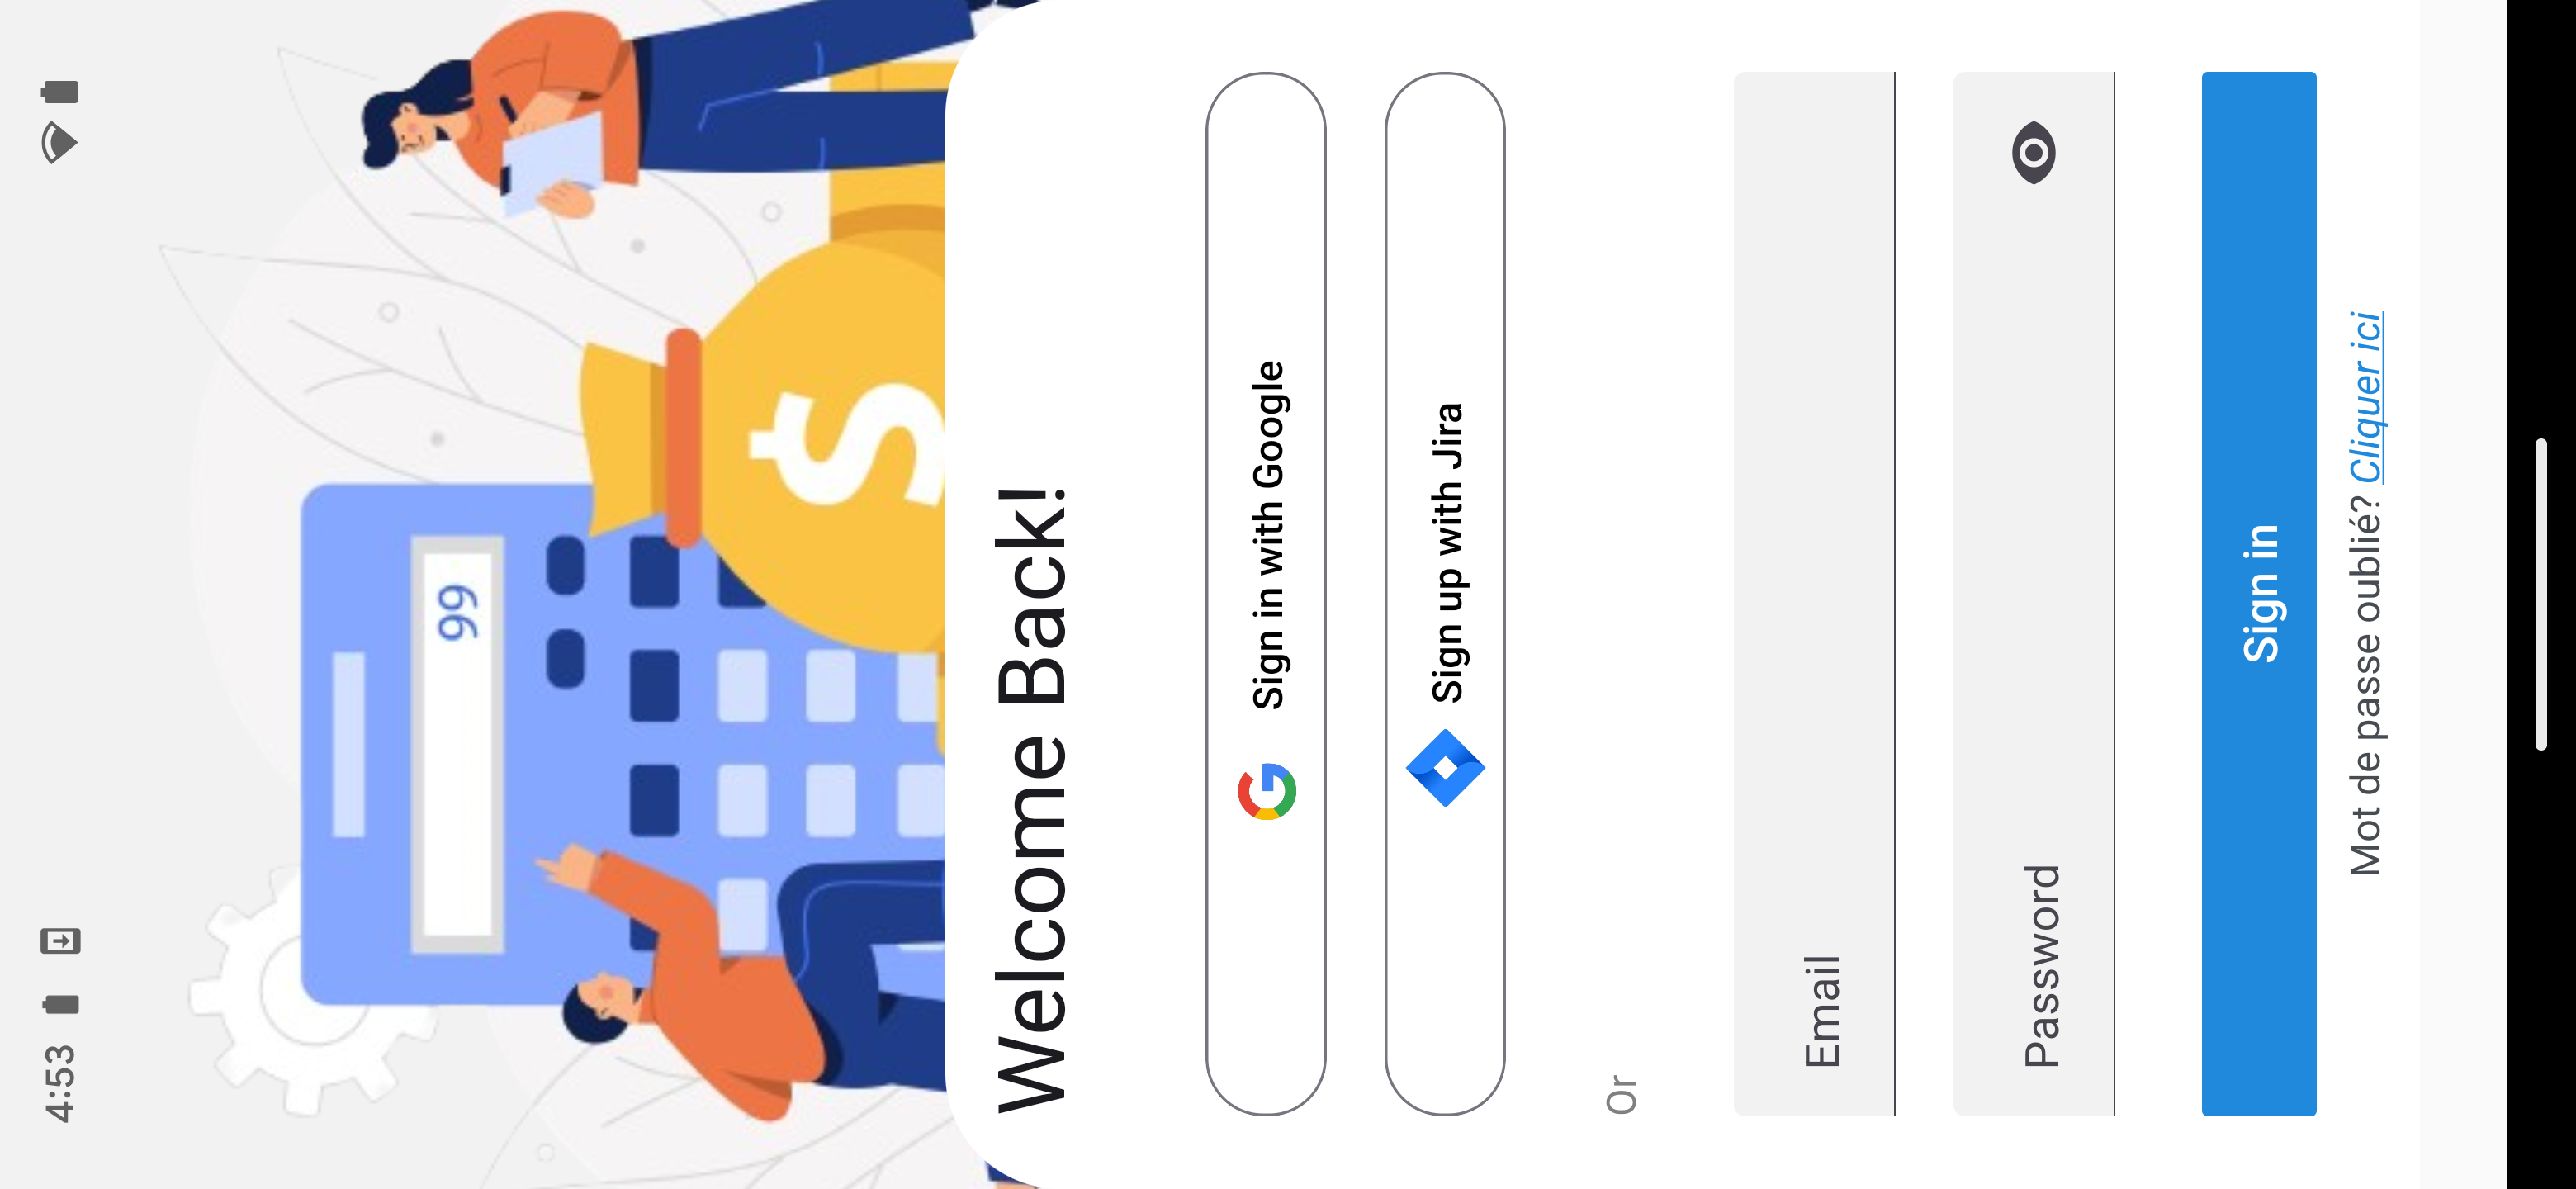 4:53
99
$
Welcome Back!
Sign in with Google
Sign up with Jira
Or
Email
Password
Sign in
Mot de passe oublié? Cliquer ici